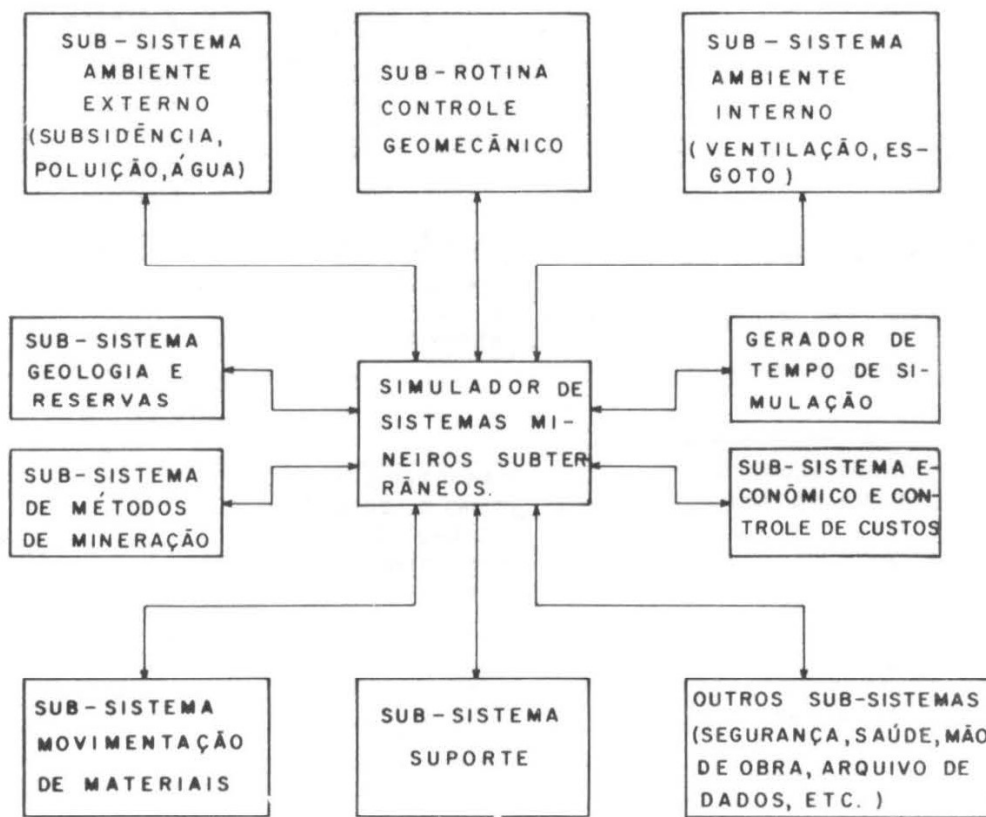 SUB-SISTEMA
AMBIENTE
EXTERNO
(SUBSIDÊNCIA,
POLUIÇÃO, ÁGUA)
SUB-ROTINA
CONTROLE
GEOMECÂNICO
SUB-SISTEMA
AMBIENTE
INTERNO
(VENTILAÇÃO, ES-
GOTO)
SUB-SISTEMA
GEOLOGIA E
RESERVAS
SIMULADOR DE
SISTEMAS MI-
NEIROS SUBTER-
RÂNEOS.
GERADOR DE
TEMPO DE SI-
MULAÇÃO
SUB-SISTEMA
DE MÉTODOS
DE MINERAÇÃO
SUB-SISTEMA E-
CONÔMICO E CON-
TROLE DE CUSTOS
SUB-SISTEMA
MOVIMENTAÇÃO
DE MATERIAIS
SUB-SISTEMA
SUPORTE
OUTROS SUB-SISTEMAS
(SEGURANÇA, SAÚDE, MÃO
DE OBRA, ARQUIVO DE
DADOS, ETC.)